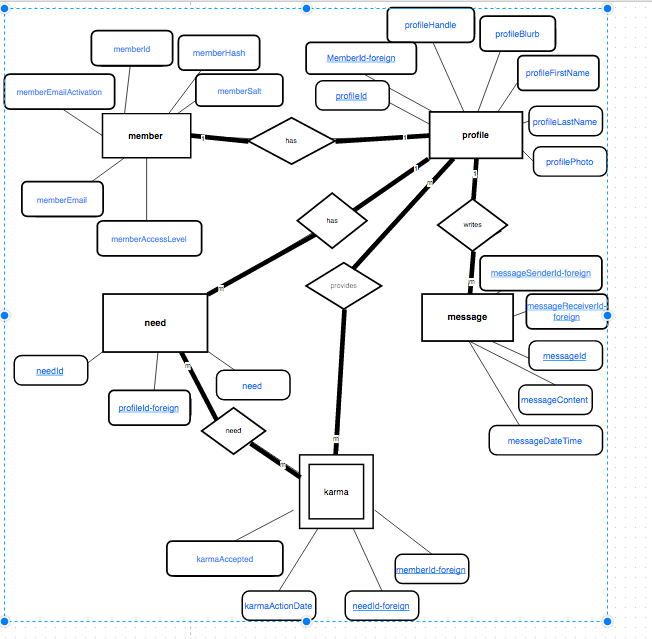 profileHandle
profileBlurb
memberId
memberHash
MemberId-foreign
profileFirstName
memberEmailActivation
memberSalt
profileId
profileLastName
member
1
has
1
profile
profilePhoto
1
m
1
memberEmail
has
writes
memberAccessLevel
messageSenderId-foreign
provides
m
m
messageReceiverId-
foreign
need
message
messageId
m
needId
need
messageContent
profileId-foreign
need
m
messageDateTime
m
karma
karmaAccepted
memberId-foreign
karmaActionDate
needId-foreign